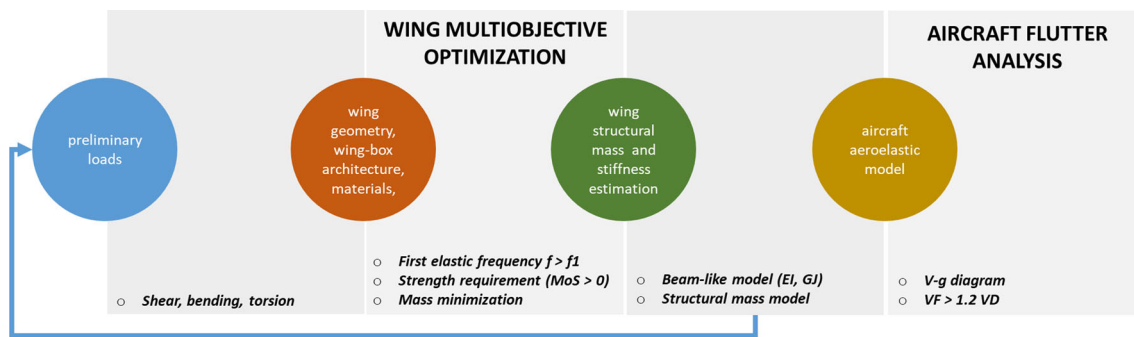 WING MULTIOBJECTIVE
OPTIMIZATION
AIRCRAFT FLUTTER
ANALYSIS
preliminary
loads
wing
geometry,
wing-box
architecture,
materials,
wing
structural
mass and
stiffness
estimation
aircraft
aeroelastic
model
○ Shear, bending, torsion
○ First elastic frequency f > f1
○ Strength requirement (MoS > 0)
○ Mass minimization
○ Beam-like model (EI, GJ)
○ Structural mass model
○ V-g diagram
○ VF > 1.2 VD